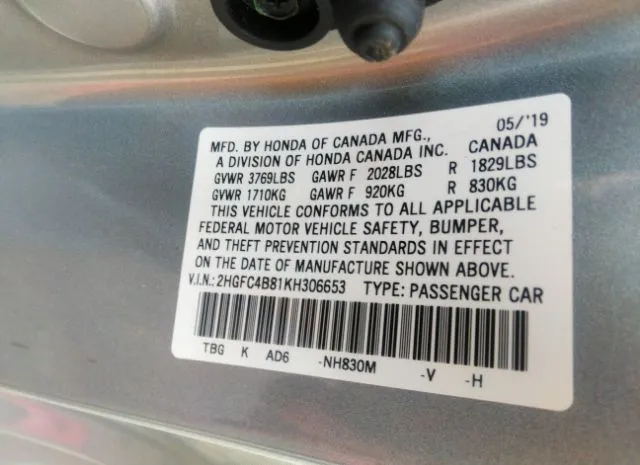 05/'19
MFD. BY HONDA OF CANADA MFG.,
A DIVISION OF HONDA CANADA INC. CANADA
GVWR 3769LBS GAWR F 2028LBS R 1829LBS
GVWR 1710KG GAWR F 920KG R 830KG
THIS VEHICLE CONFORMS TO ALL APPLICABLE
FEDERAL MOTOR VEHICLE SAFETY, BUMPER,
AND THEFT PREVENTION STANDARDS IN EFFECT
ON THE DATE OF MANUFACTURE SHOWN ABOVE.
V.I.N.: 2HGFC4B81KH306653 TYPE: PASSENGER CAR
TBG K AD6 -NH830M -V -H